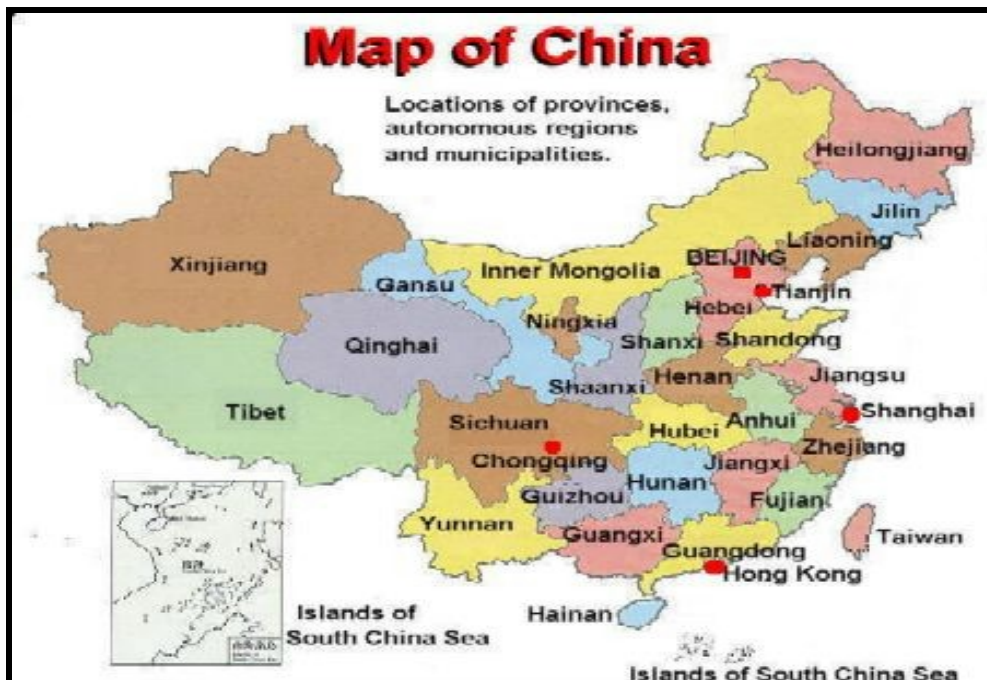 Map of China
Locations of provinces,
autonomous regions
and municipalities.
Heilongjiang
Jilin
Liaoning
Xinjiang
Inner Mongolia
BEIJING
Gansu
Tianjin
Hebei
Ningxia
Qinghai
Shanxi
Shandong
Shaanxi
Henan
Jiangsu
Tibet
Sichuan
Anhui
Shanghai
Hubei
Zhejiang
Chongqing
Jiangxi
Hunan
Guizhou
Fujian
Yunnan
Guangxi
Taiwan
Guangdong
Hong Kong
Hainan
Islands of
South China Sea
Islands of South China Sea